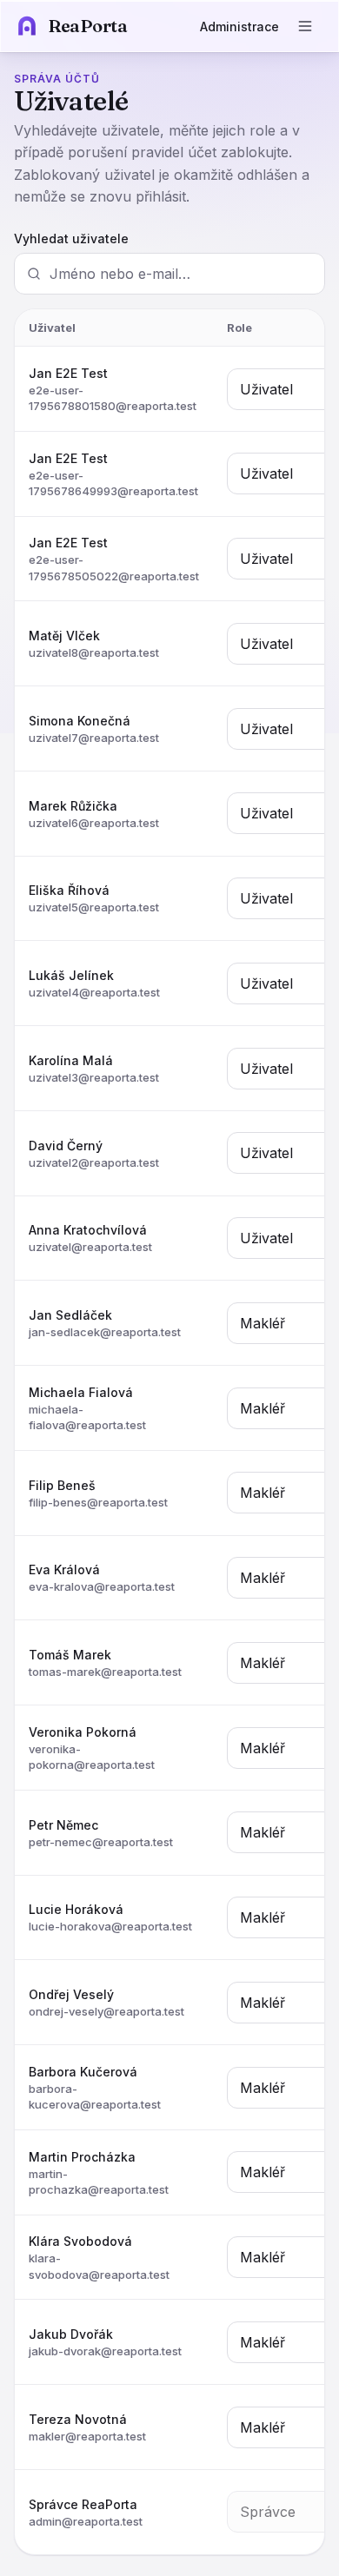 ReaPorta
Administrace
SPRÁVA ÚČTŮ
Uživatelé
Vyhledávejte uživatele, měňte jejich role a v
případě porušení pravidel účet zablokujte.
Zablokovaný uživatel je okamžitě odhlášen a
nemůže se znovu přihlásit.
Vyhledat uživatele
Jméno nebo e-mail…
Uživatel Role
Jan E2E Test
e2e-user-
1795678801580@reaporta.test
Uživatel
Jan E2E Test
e2e-user-
1795678649993@reaporta.test
Uživatel
Jan E2E Test
e2e-user-
1795678505022@reaporta.test
Uživatel
Matěj Vlček
uzivatel8@reaporta.test
Uživatel
Simona Konečná
uzivatel7@reaporta.test
Uživatel
Marek Růžička
uzivatel6@reaporta.test
Uživatel
Eliška Říhová
uzivatel5@reaporta.test
Uživatel
Lukáš Jelínek
uzivatel4@reaporta.test
Uživatel
Karolína Malá
uzivatel3@reaporta.test
Uživatel
David Černý
uzivatel2@reaporta.test
Uživatel
Anna Kratochvílová
uzivatel@reaporta.test
Uživatel
Jan Sedláček
jan-sedlacek@reaporta.test
Makléř
Michaela Fialová
michaela-
fialova@reaporta.test
Makléř
Filip Beneš
filip-benes@reaporta.test
Makléř
Eva Králová
eva-kralova@reaporta.test
Makléř
Tomáš Marek
tomas-marek@reaporta.test
Makléř
Veronika Pokorná
veronika-
pokorna@reaporta.test
Makléř
Petr Němec
petr-nemec@reaporta.test
Makléř
Lucie Horáková
lucie-horakova@reaporta.test
Makléř
Ondřej Veselý
ondrej-vesely@reaporta.test
Makléř
Barbora Kučerová
barbora-
kucerova@reaporta.test
Makléř
Martin Procházka
martin-
prochazka@reaporta.test
Makléř
Klára Svobodová
klara-
svobodova@reaporta.test
Makléř
Jakub Dvořák
jakub-dvorak@reaporta.test
Makléř
Tereza Novotná
makler@reaporta.test
Makléř
Správce ReaPorta
admin@reaporta.test
Správce